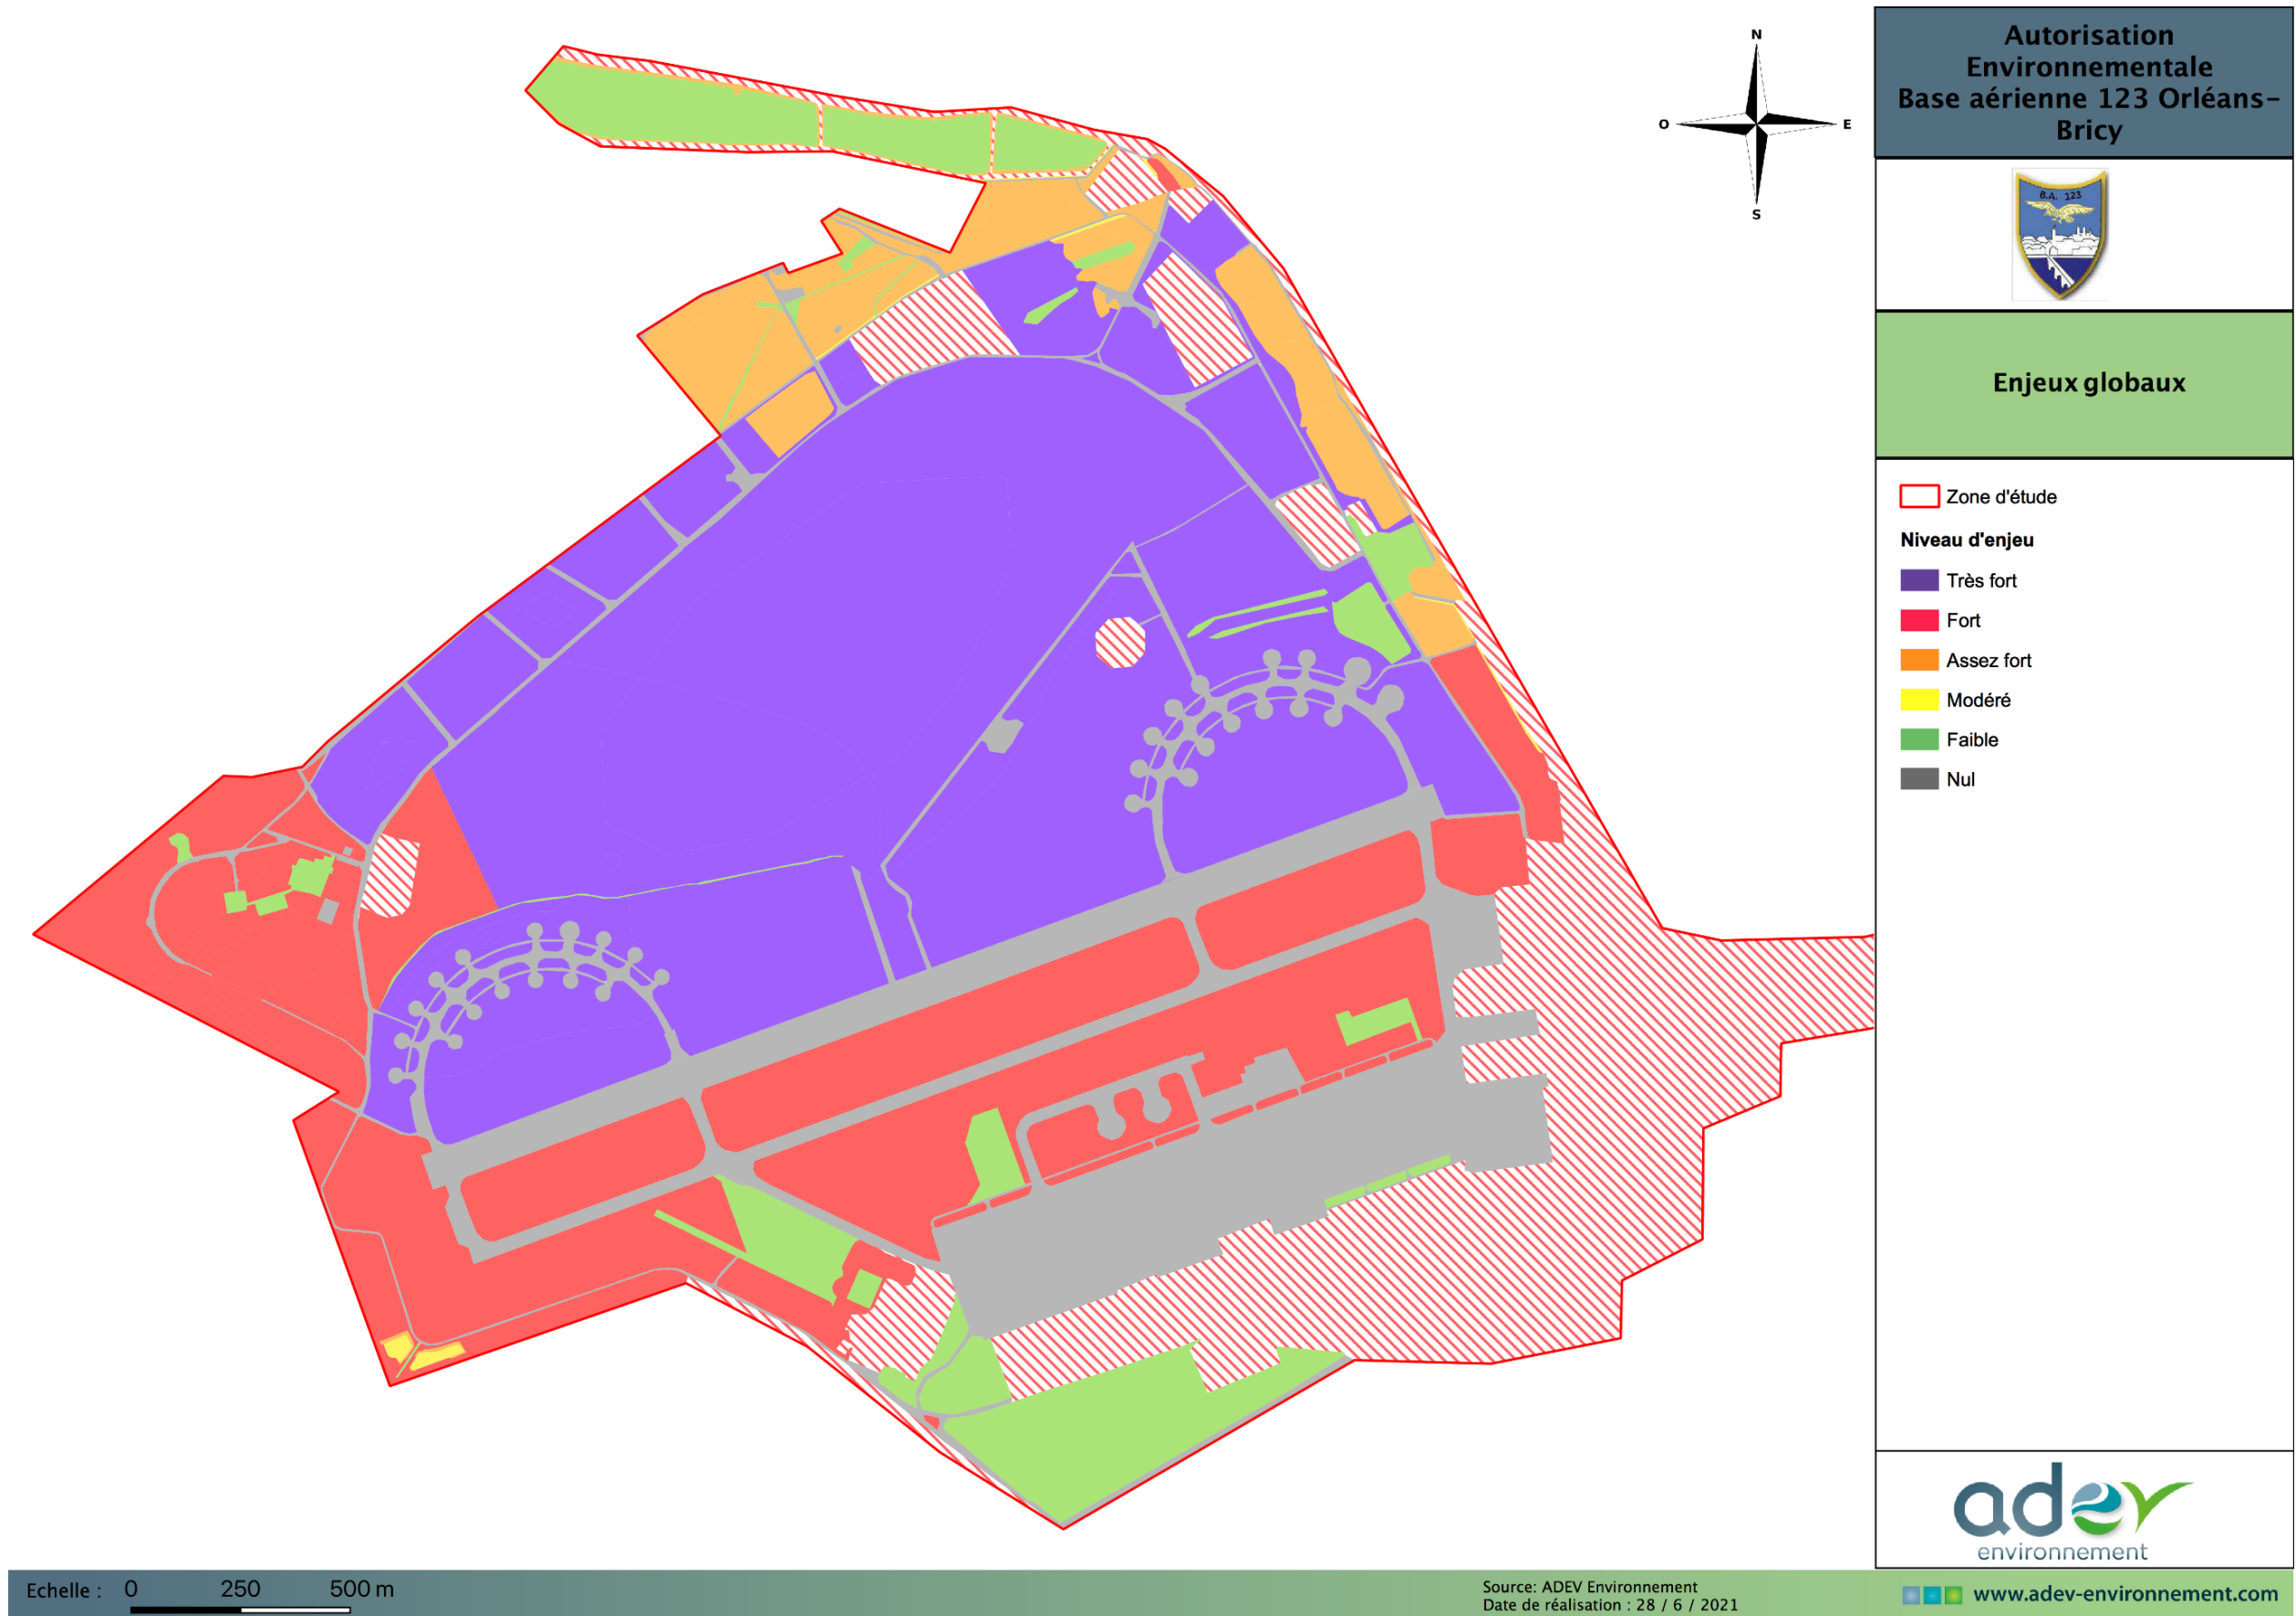 Autorisation
Environnementale
Base aérienne 123 Orléans-
Bricy
N
O
E
S
B.A. 123
Enjeux globaux
Zone d'étude
Niveau d'enjeu
Très fort
Fort
Assez fort
Modéré
Faible
Nul
adev
environnement
Echelle :
0
250
500 m
Source: ADEV Environnement
Date de réalisation : 28 / 6 / 2021
www.adev-environnement.com